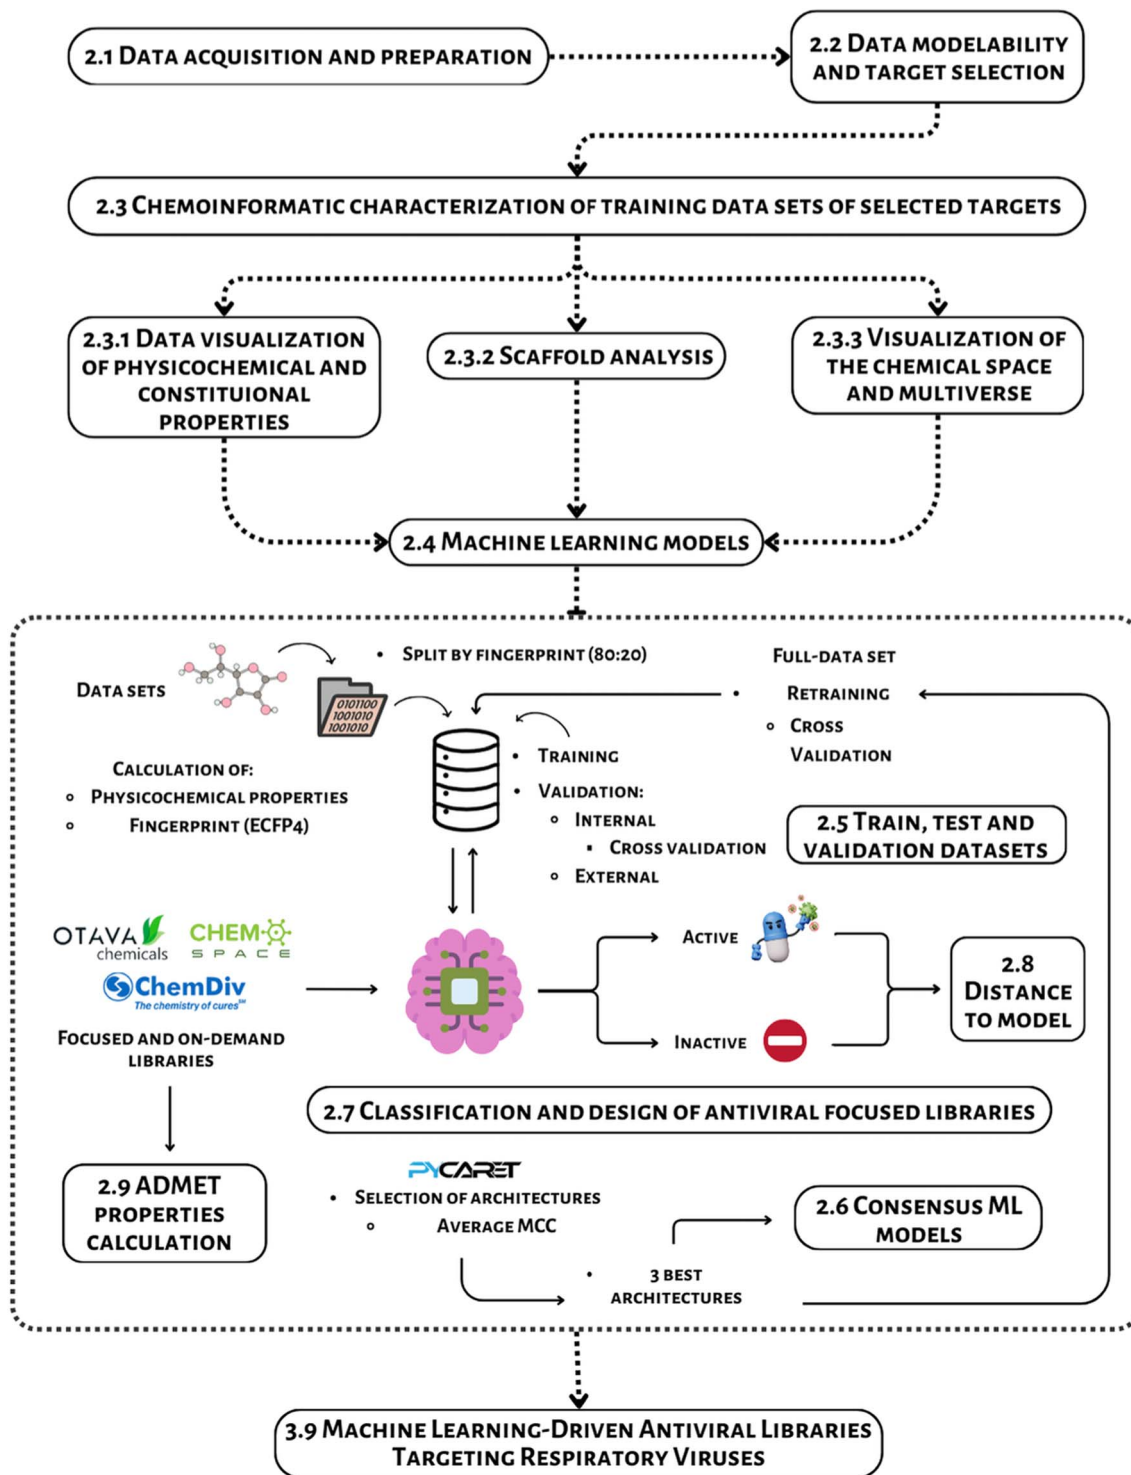 2.1 Data acquisition and preparation
2.2 Data modelability
and target selection
2.3 Chemoinformatic characterization of training data sets of selected targets
2.3.1 Data visualization
of physicochemical and
constituional
properties
2.3.2 Scaffold analysis
2.3.3 Visualization of
the chemical space
and multiverse
2.4 Machine learning models
Data sets
0101100
1001010
1001010
• Split by fingerprint (80:20)
Full-data set
• Retraining
○ Cross
Validation
Calculation of:
○ Physicochemical properties
○ Fingerprint (ECFP4)
• Training
• Validation:
○ Internal
▪ Cross validation
○ External
2.5 Train, test and
validation datasets
OTAVA
chemicals
CHEM
SPACE
ChemDiv
The chemistry of cures℠
Focused and on-demand
libraries
Active
Inactive
2.8
Distance
to model
2.7 Classification and design of antiviral focused libraries
2.9 ADMET
properties
calculation
PYCARET
• Selection of architectures
○ Average MCC
2.6 Consensus ML
models
• 3 best
architectures
3.9 Machine Learning-Driven Antiviral Libraries
Targeting Respiratory Viruses